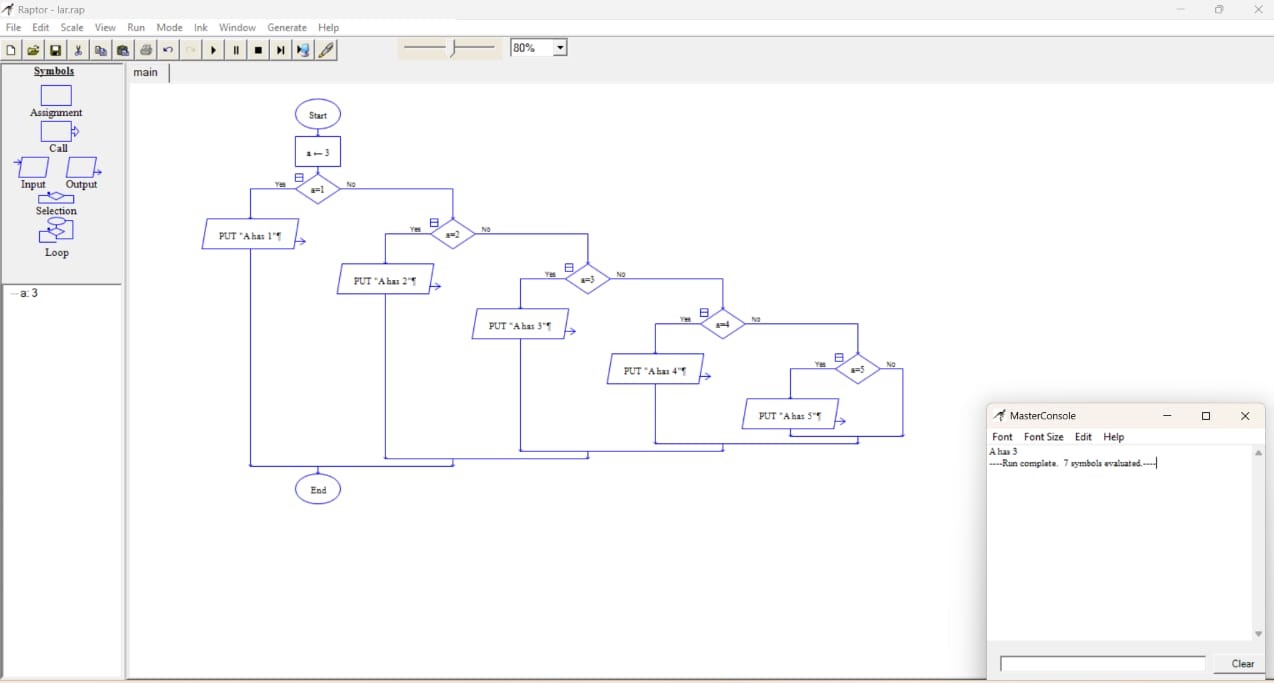 Raptor - lar.rap
File Edit Scale View Run Mode Ink Window Generate Help
80%
Symbols
Assignment
Call
Input Output
Selection
Loop
a: 3
main
Start
a ← 3
Yes a=1 No
PUT "A has 1"¶
Yes a=2 No
PUT "A has 2"¶
Yes a=3 No
PUT "A has 3"¶
Yes a=4 No
PUT "A has 4"¶
Yes a=5 No
PUT "A has 5"¶
End
MasterConsole
Font Font Size Edit Help
A has 3
----Run complete. 7 symbols evaluated.----
Clear